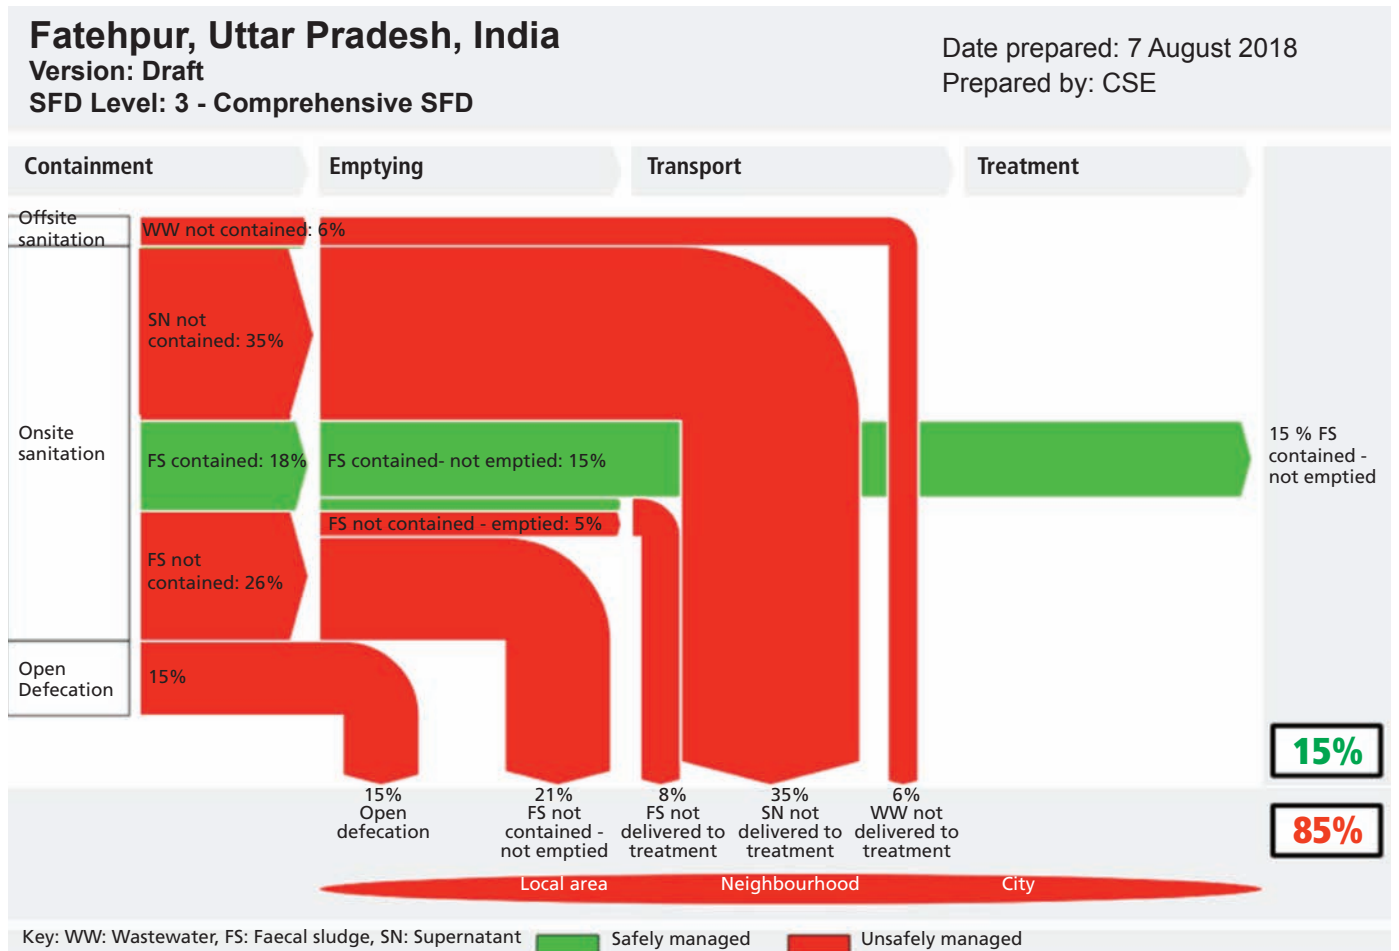 Fatehpur, Uttar Pradesh, India
Version: Draft
SFD Level: 3 - Comprehensive SFD
Date prepared: 7 August 2018
Prepared by: CSE
Containment
Emptying
Transport
Treatment
Offsite
sanitation
WW not contained: 6%
SN not
contained: 35%
Onsite
sanitation
FS contained: 18%
FS contained- not emptied: 15%
15 % FS
contained -
not emptied
FS not contained - emptied: 5%
FS not
contained: 26%
Open
Defecation
15%
15%
Open
defecation
21%
FS not
contained -
not emptied
8%
FS not
delivered to
treatment
35%
SN not
delivered to
treatment
6%
WW not
delivered to
treatment
15%
85%
Local area
Neighbourhood
City
Key: WW: Wastewater, FS: Faecal sludge, SN: Supernatant
Safely managed
Unsafely managed